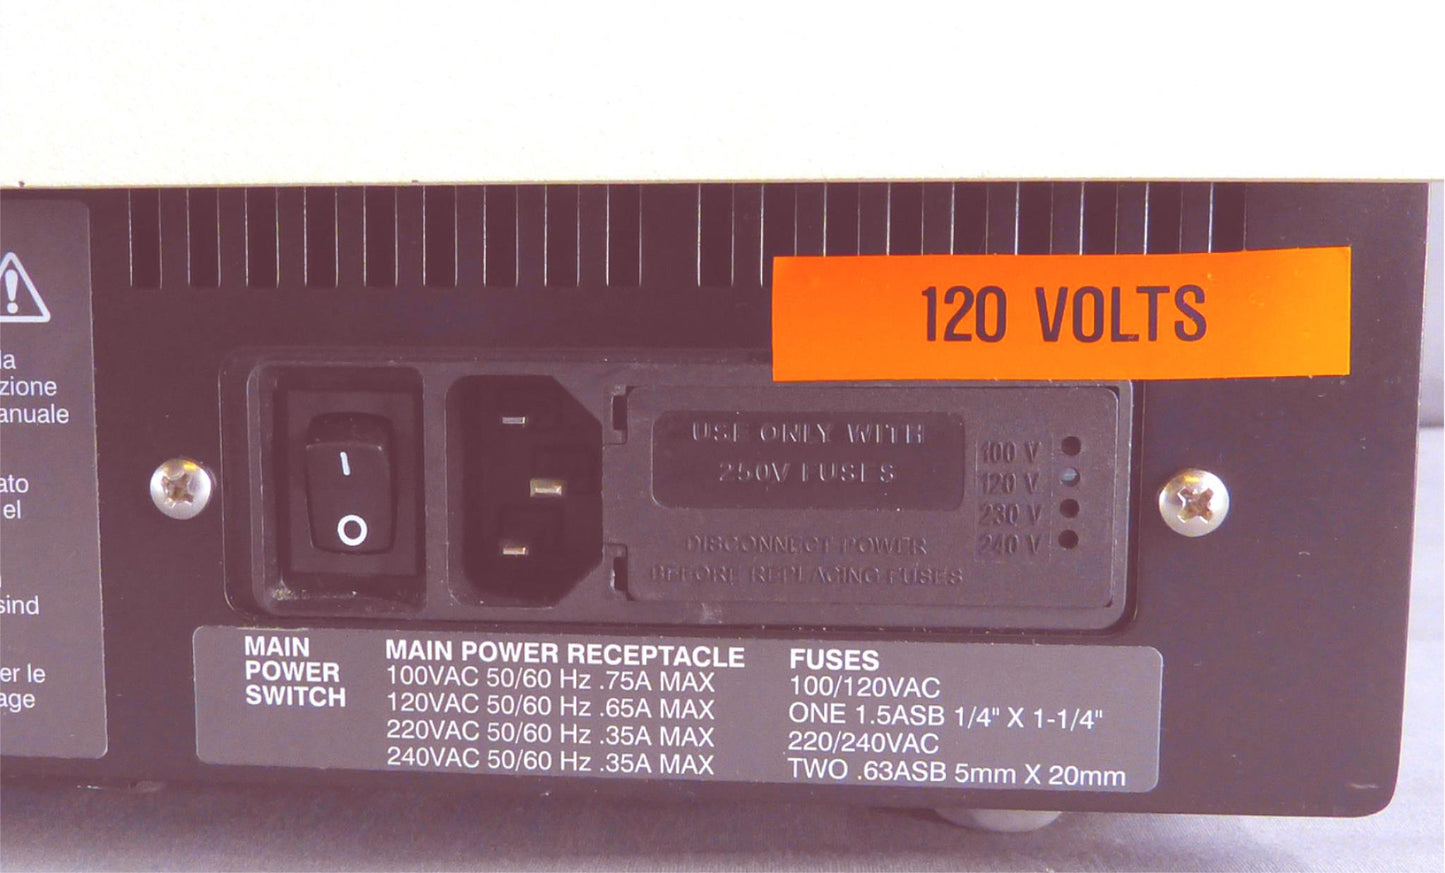 la
zione
anuale
ato
el
sind
er le
age
120 VOLTS
I
O
USE ONLY WITH
250V FUSES
100 V
120 V
230 V
240 V
DISCONNECT POWER
BEFORE REPLACING FUSES
MAIN
POWER
SWITCH
MAIN POWER RECEPTACLE
100VAC 50/60 Hz .75A MAX
120VAC 50/60 Hz .65A MAX
220VAC 50/60 Hz .35A MAX
240VAC 50/60 Hz .35A MAX
FUSES
100/120VAC
ONE 1.5ASB 1/4" X 1-1/4"
220/240VAC
TWO .63ASB 5mm X 20mm